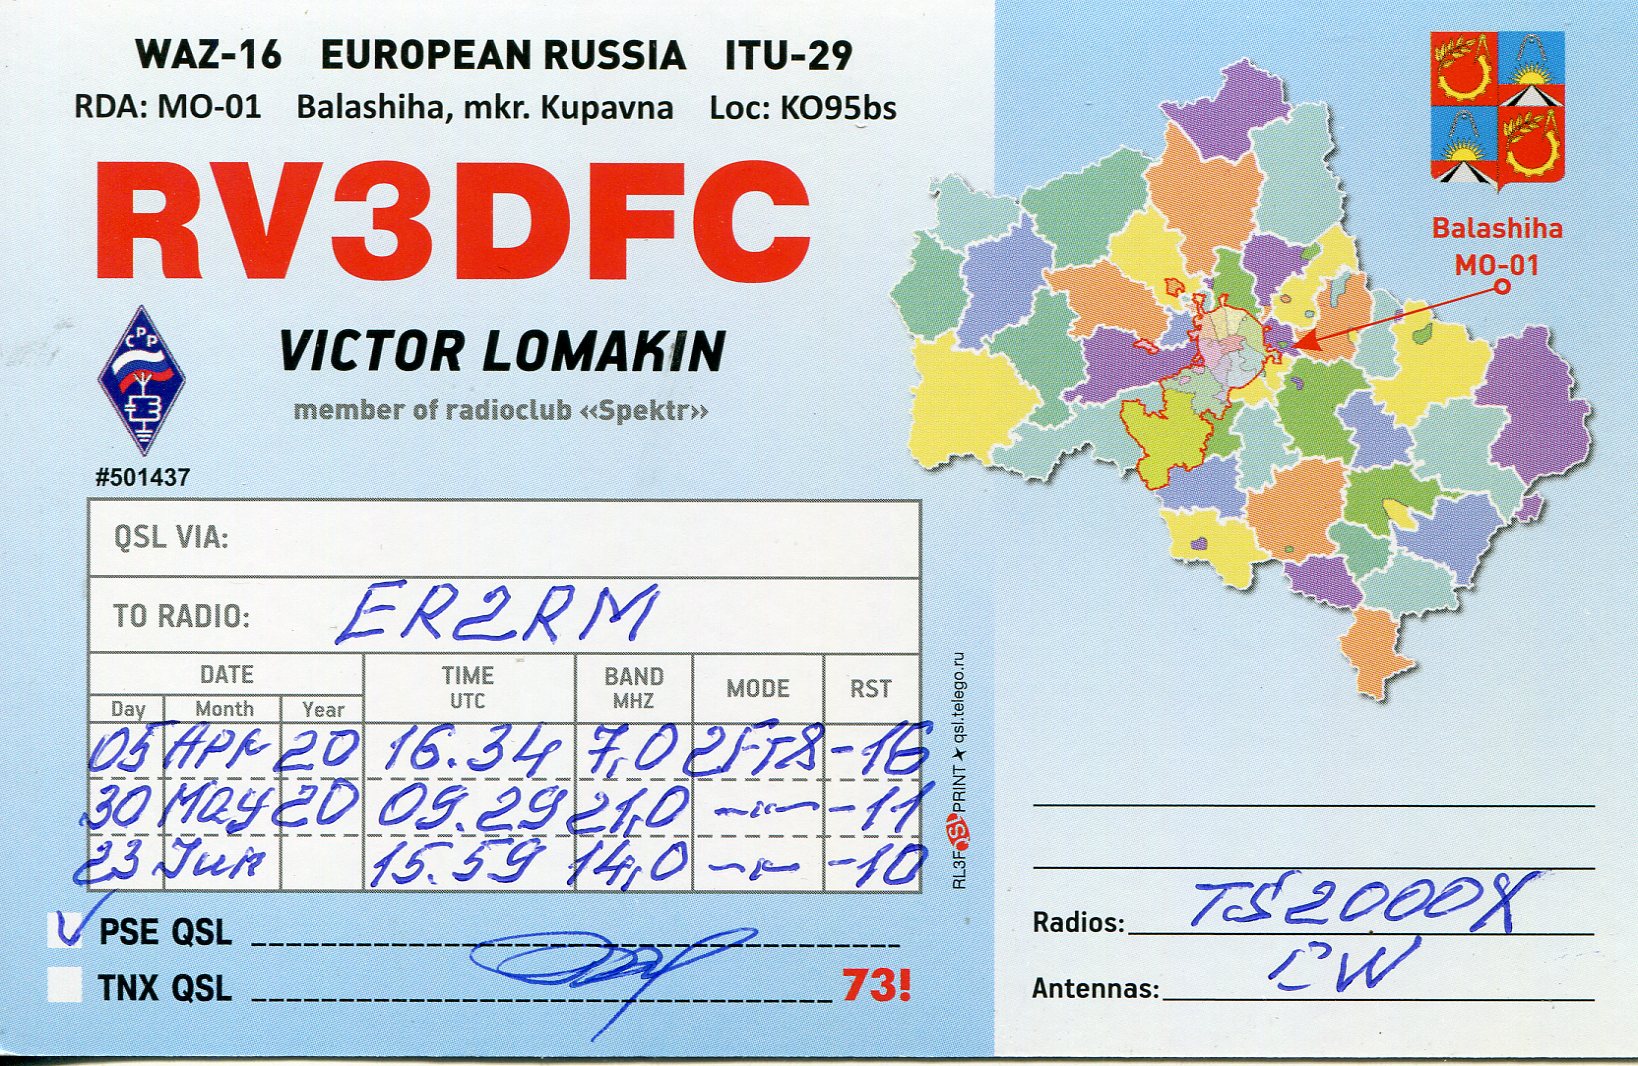 WAZ-16 EUROPEAN RUSSIA ITU-29
RDA: MO-01 Balashiha, mkr. Kupavna Loc: KO95bs
RV3DFC
СРР
VICTOR LOMAKIN
member of radioclub «Spektr»
#501437
Balashiha
MO-01
QSL VIA:
TO RADIO: ER2RM
DATE TIME UTC BAND MHZ MODE RST
Day Month Year
05 Apr 20 16.34 7,0 2FT8 -16
30 May 20 09.29 21,0 -"- -11
23 Jun 15.59 14,0 -"- -10
PSE QSL
TNX QSL 73!
RL3F QSL PRINT qsl.telego.ru
Radios: TS2000X
Antennas: CW